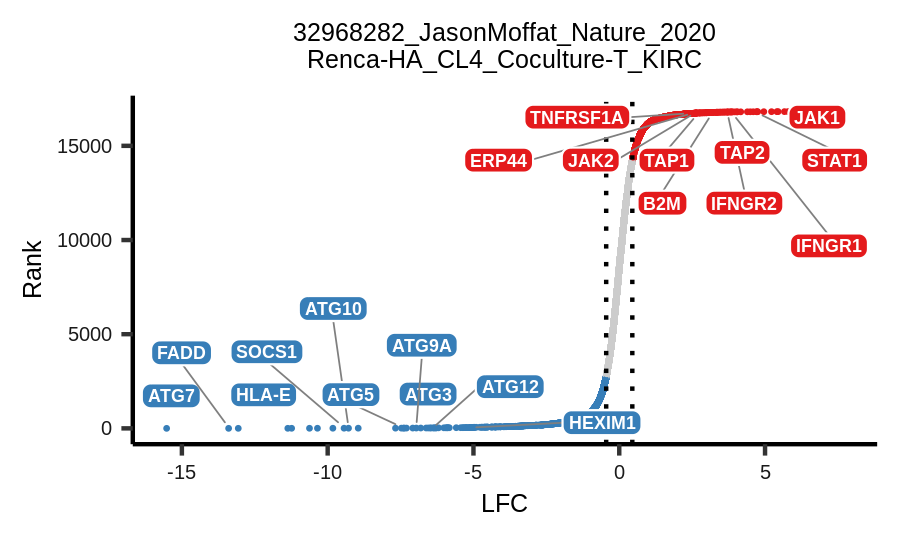 32968282_JasonMoffat_Nature_2020
Renca-HA_CL4_Coculture-T_KIRC
TNFRSF1A
JAK1
15000
ERP44
JAK2
TAP1
TAP2
STAT1
B2M
IFNGR2
10000
IFNGR1
Rank
ATG10
5000
FADD
SOCS1
ATG9A
ATG7
HLA-E
ATG5
ATG3
ATG12
HEXIM1
0
-15
-10
-5
0
5
LFC